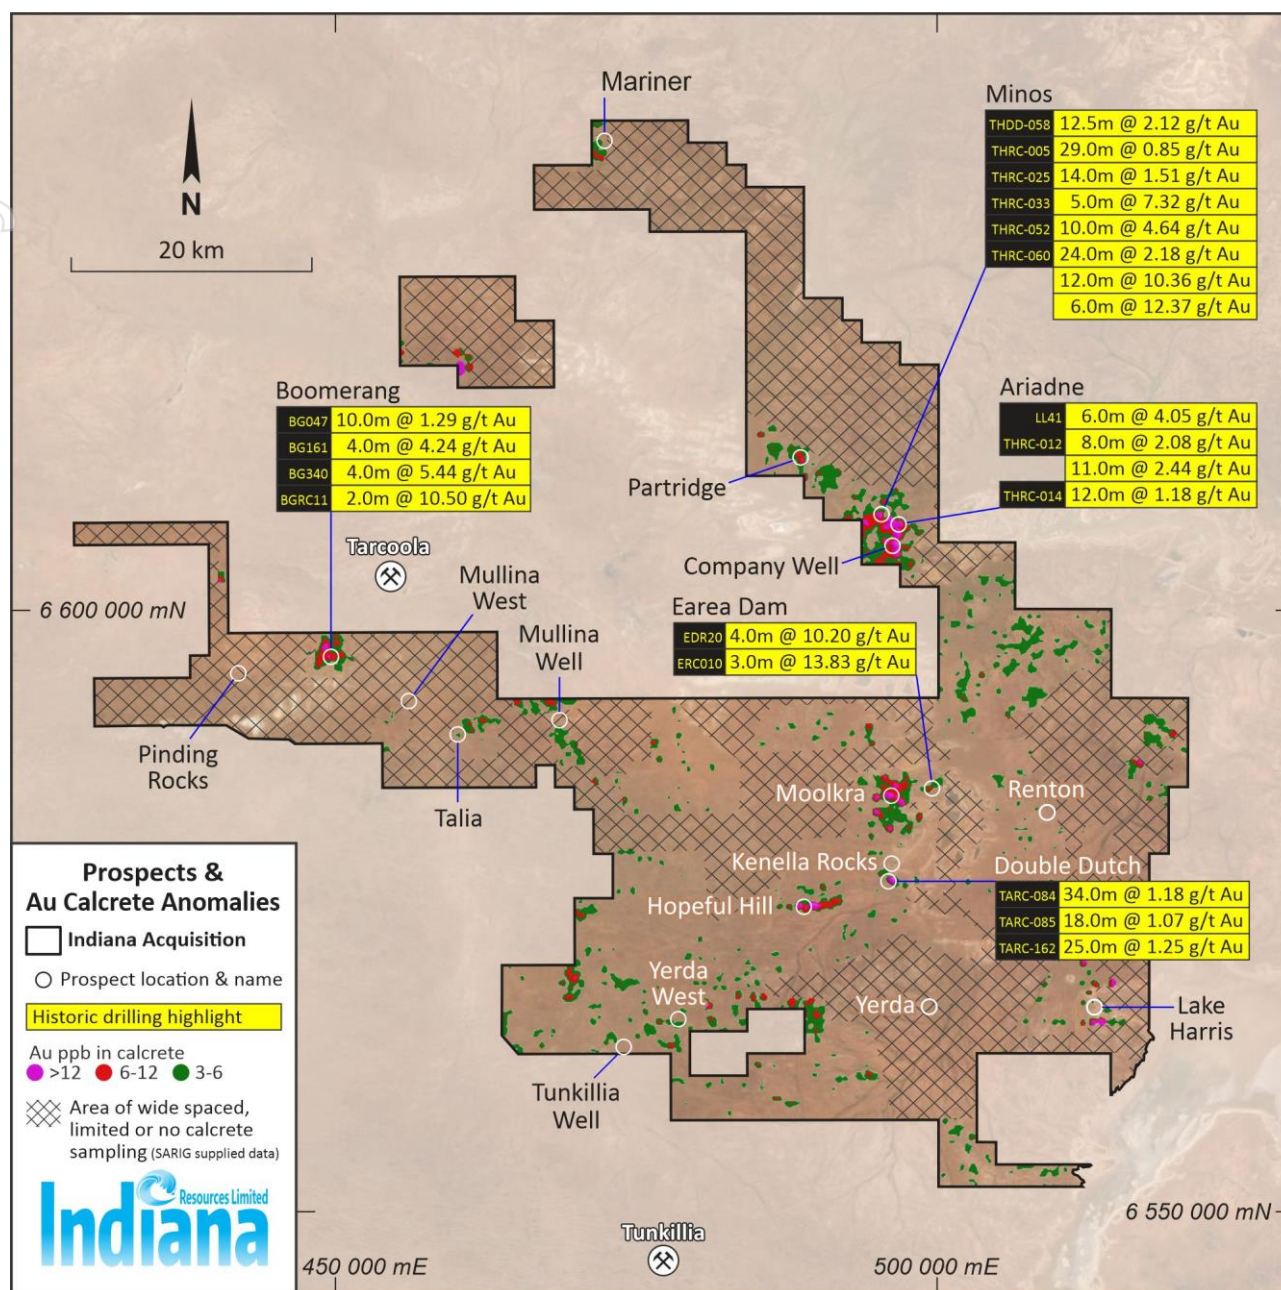 Mariner
Minos
THDD-058 12.5m @ 2.12 g/t Au
THRC-005 29.0m @ 0.85 g/t Au
THRC-025 14.0m @ 1.51 g/t Au
THRC-033 5.0m @ 7.32 g/t Au
THRC-052 10.0m @ 4.64 g/t Au
THRC-060 24.0m @ 2.18 g/t Au
12.0m @ 10.36 g/t Au
6.0m @ 12.37 g/t Au
N
20 km
Boomerang
BG047 10.0m @ 1.29 g/t Au
BG161 4.0m @ 4.24 g/t Au
BG340 4.0m @ 5.44 g/t Au
BGRC11 2.0m @ 10.50 g/t Au
Ariadne
LL41 6.0m @ 4.05 g/t Au
THRC-012 8.0m @ 2.08 g/t Au
11.0m @ 2.44 g/t Au
THRC-014 12.0m @ 1.18 g/t Au
Partridge
Tarcoola
Company Well
Mullina
West
6 600 000 mN
Earea Dam
EDR20 4.0m @ 10.20 g/t Au
ERC010 3.0m @ 13.83 g/t Au
Mullina
Well
Pinding
Rocks
Talia
Moolkra
Renton
Kenella Rocks
Double Dutch
TARC-084 34.0m @ 1.18 g/t Au
TARC-085 18.0m @ 1.07 g/t Au
TARC-162 25.0m @ 1.25 g/t Au
Hopeful Hill
Yerda
West
Yerda
Lake
Harris
Tunkillia
Well
Prospects &
Au Calcrete Anomalies
Indiana Acquisition
Prospect location & name
Historic drilling highlight
Au ppb in calcrete
>12 6-12 3-6
Area of wide spaced,
limited or no calcrete
sampling (SARIG supplied data)
Resources Limited
Indiana
6 550 000 mN
Tunkillia
450 000 mE
500 000 mE